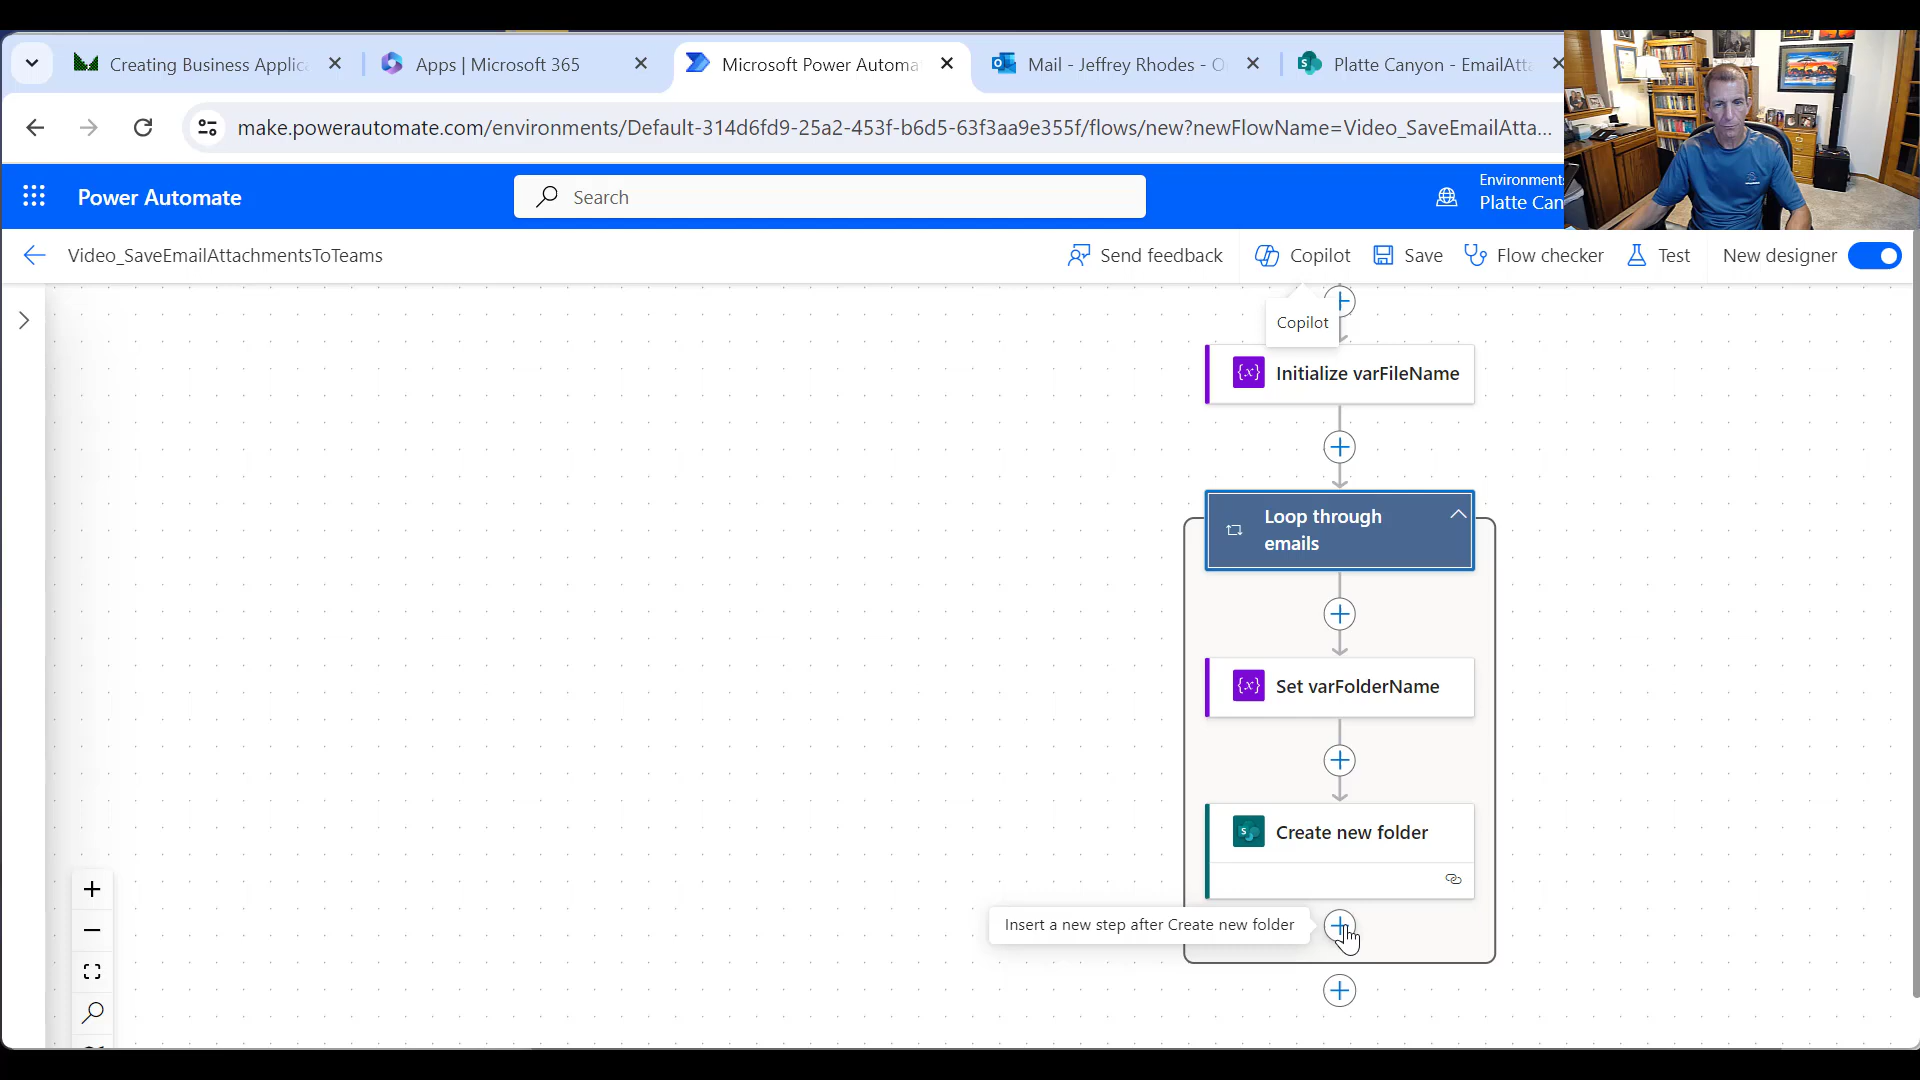 Creating Business Applica
Apps | Microsoft 365
Microsoft Power Automa
Mail - Jeffrey Rhodes - O
Platte Canyon - EmailAtta
make.powerautomate.com/environments/Default-314d6fd9-25a2-453f-b6d5-63f3aa9e355f/flows/new?newFlowName=Video_SaveEmailAtta...
Power Automate
Search
Environment
Platte Can
Video_SaveEmailAttachmentsToTeams
Send feedback
Copilot
Save
Flow checker
Test
New designer
Copilot
{x} Initialize varFileName
Loop through
emails
{x} Set varFolderName
S Create new folder
Insert a new step after Create new folder